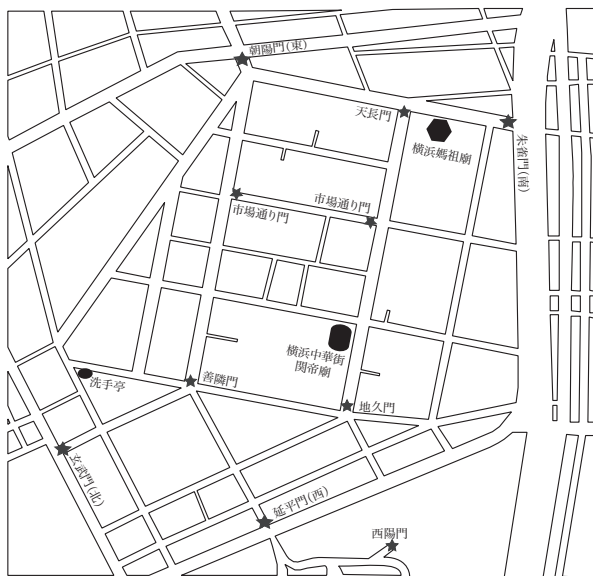 朝陽門(東)
天長門
横浜媽祖廟
朱雀門(南)
市場通り門
市場通り門
横浜中華街
関帝廟
善隣門
洗手亭
地久門
玄武門(北)
延平門(西)
西陽門